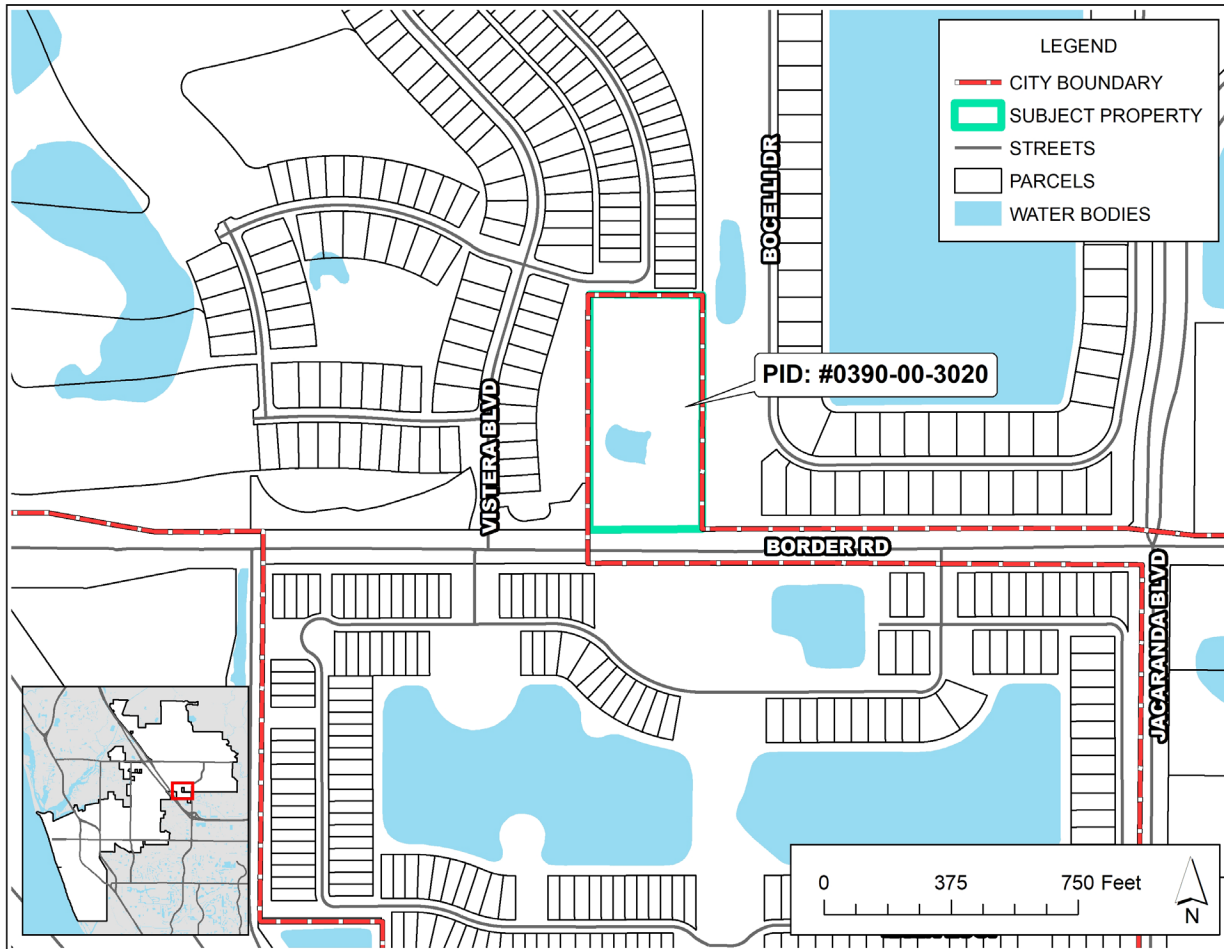 LEGEND
CITY BOUNDARY
SUBJECT PROPERTY
STREETS
PARCELS
WATER BODIES
BOCELLI DR
PID: #0390-00-3020
VISTERA BLVD
BORDER RD
JACARANDA BLVD
0 375 750 Feet
N